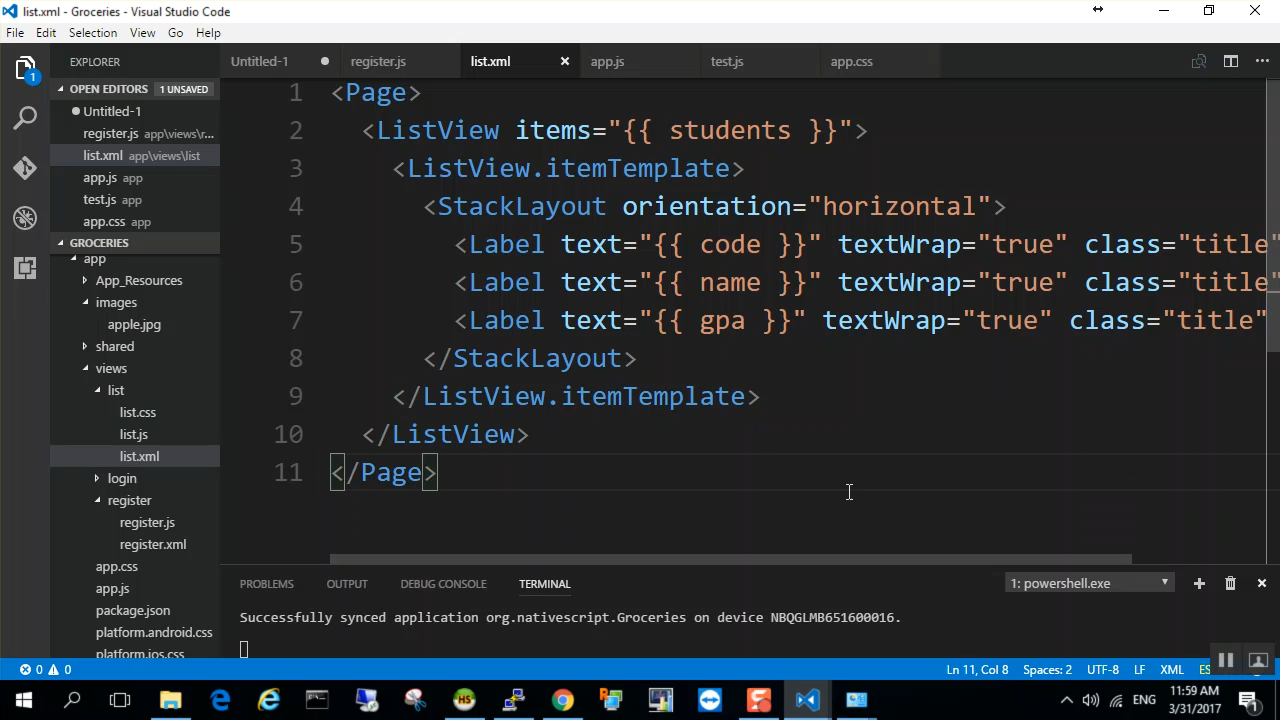 list.xml - Groceries - Visual Studio Code
File Edit Selection View Go Help
EXPLORER
OPEN EDITORS 1 UNSAVED
Untitled-1
register.js app\views\r...
list.xml app\views\list
app.js app
test.js app
app.css app
GROCERIES
app
App_Resources
images
apple.jpg
shared
views
list
list.css
list.js
list.xml
login
register
register.js
register.xml
app.css
app.js
package.json
platform.android.css
platform.ios.css
1
Untitled-1 register.js list.xml app.js test.js app.css
1 <Page>
2 <ListView items="{{ students }}">
3 <ListView.itemTemplate>
4 <StackLayout orientation="horizontal">
5 <Label text="{{ code }}" textWrap="true" class="title"
6 <Label text="{{ name }}" textWrap="true" class="title
7 <Label text="{{ gpa }}" textWrap="true" class="title"
8 </StackLayout>
9 </ListView.itemTemplate>
10 </ListView>
11 </Page>
PROBLEMS OUTPUT DEBUG CONSOLE TERMINAL 1: powershell.exe
Successfully synced application org.nativescript.Groceries on device NBQGLMB651600016.
0 0 Ln 11, Col 8 Spaces: 2 UTF-8 LF XML ES
ENG 11:59 AM
3/31/2017